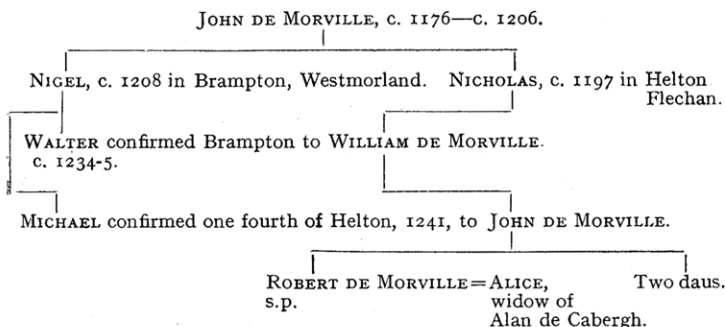 JOHN DE MORVILLE, c. 1176—c. 1206.
NIGEL, c. 1208 in Brampton, Westmorland. NICHOLAS, c. 1197 in Helton
Flechan.
WALTER confirmed Brampton to WILLIAM DE MORVILLE.
c. 1234-5.
MICHAEL confirmed one fourth of Helton, 1241, to JOHN DE MORVILLE.
ROBERT DE MORVILLE=ALICE, Two daus.
s.p. widow of
Alan de Cabergh.